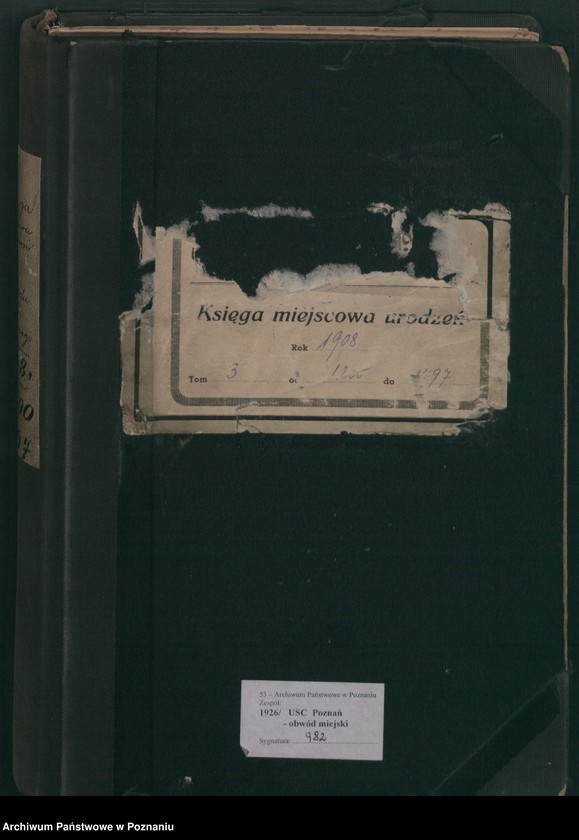 Księga miejscowa urodzeń
Rok 1908
Tom 3 od 1200 do 97
53 – Archiwum Państwowe w Poznaniu
Zespół:
1926/ USC Poznań
- obwód miejski
Sygnatura 982
Archiwum Państwowe w Poznaniu